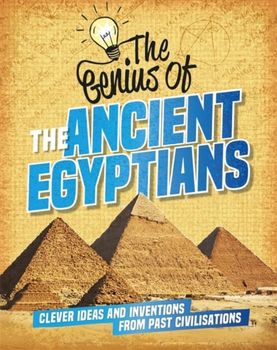 The
Genius Of
THE ANCIENT
EGYPTIANS
CLEVER IDEAS AND INVENTIONS
FROM PAST CIVILISATIONS